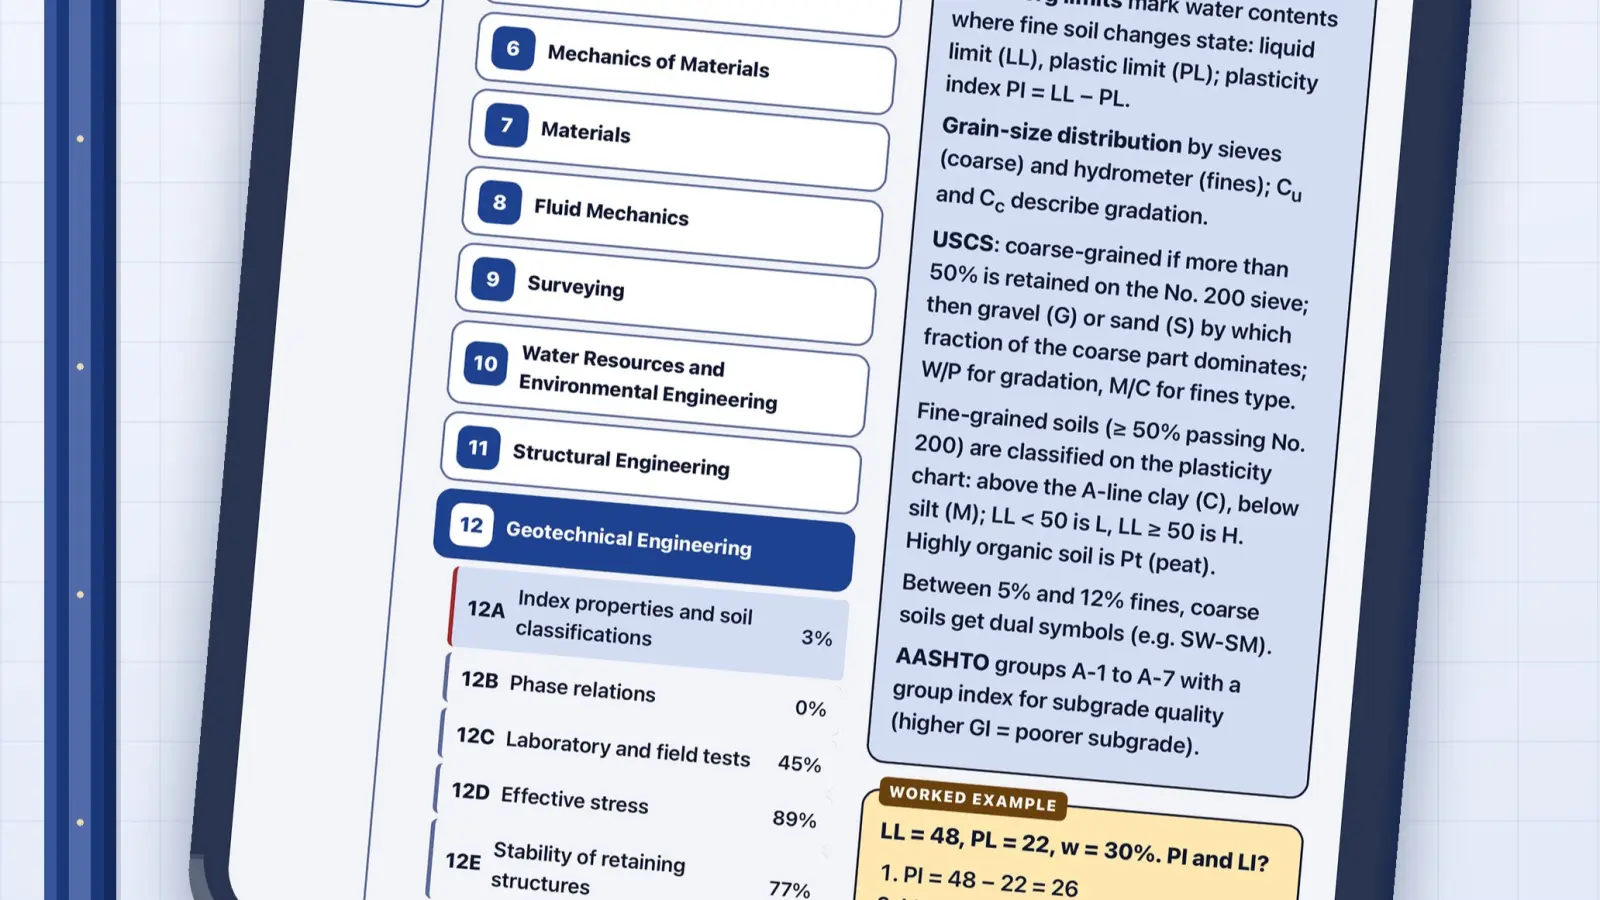 6 Mechanics of Materials
7 Materials
8 Fluid Mechanics
9 Surveying
10 Water Resources and
Environmental Engineering
11 Structural Engineering
12 Geotechnical Engineering
12A Index properties and soil
classifications 3%
12B Phase relations 0%
12C Laboratory and field tests 45%
12D Effective stress 89%
12E Stability of retaining
structures 77%
limits mark water contents
where fine soil changes state: liquid
limit (LL), plastic limit (PL); plasticity
index PI = LL − PL.
Grain-size distribution by sieves
(coarse) and hydrometer (fines); Cu
and Cc describe gradation.
USCS: coarse-grained if more than
50% is retained on the No. 200 sieve;
then gravel (G) or sand (S) by which
fraction of the coarse part dominates;
W/P for gradation, M/C for fines type.
Fine-grained soils (≥ 50% passing No.
200) are classified on the plasticity
chart: above the A-line clay (C), below
silt (M); LL < 50 is L, LL ≥ 50 is H.
Highly organic soil is Pt (peat).
Between 5% and 12% fines, coarse
soils get dual symbols (e.g. SW-SM).
AASHTO groups A-1 to A-7 with a
group index for subgrade quality
(higher GI = poorer subgrade).
WORKED EXAMPLE
LL = 48, PL = 22, w = 30%. PI and LI?
1. PI = 48 − 22 = 26